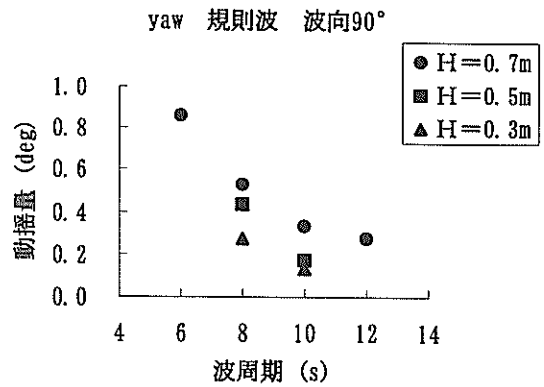 yaw 規則波 波向90°
● H=0.7m
■ H=0.5m
▲ H=0.3m
動揺量 (deg)
1.0
0.8
0.6
0.4
0.2
0.0
4 6 8 10 12 14
波周期 (s)